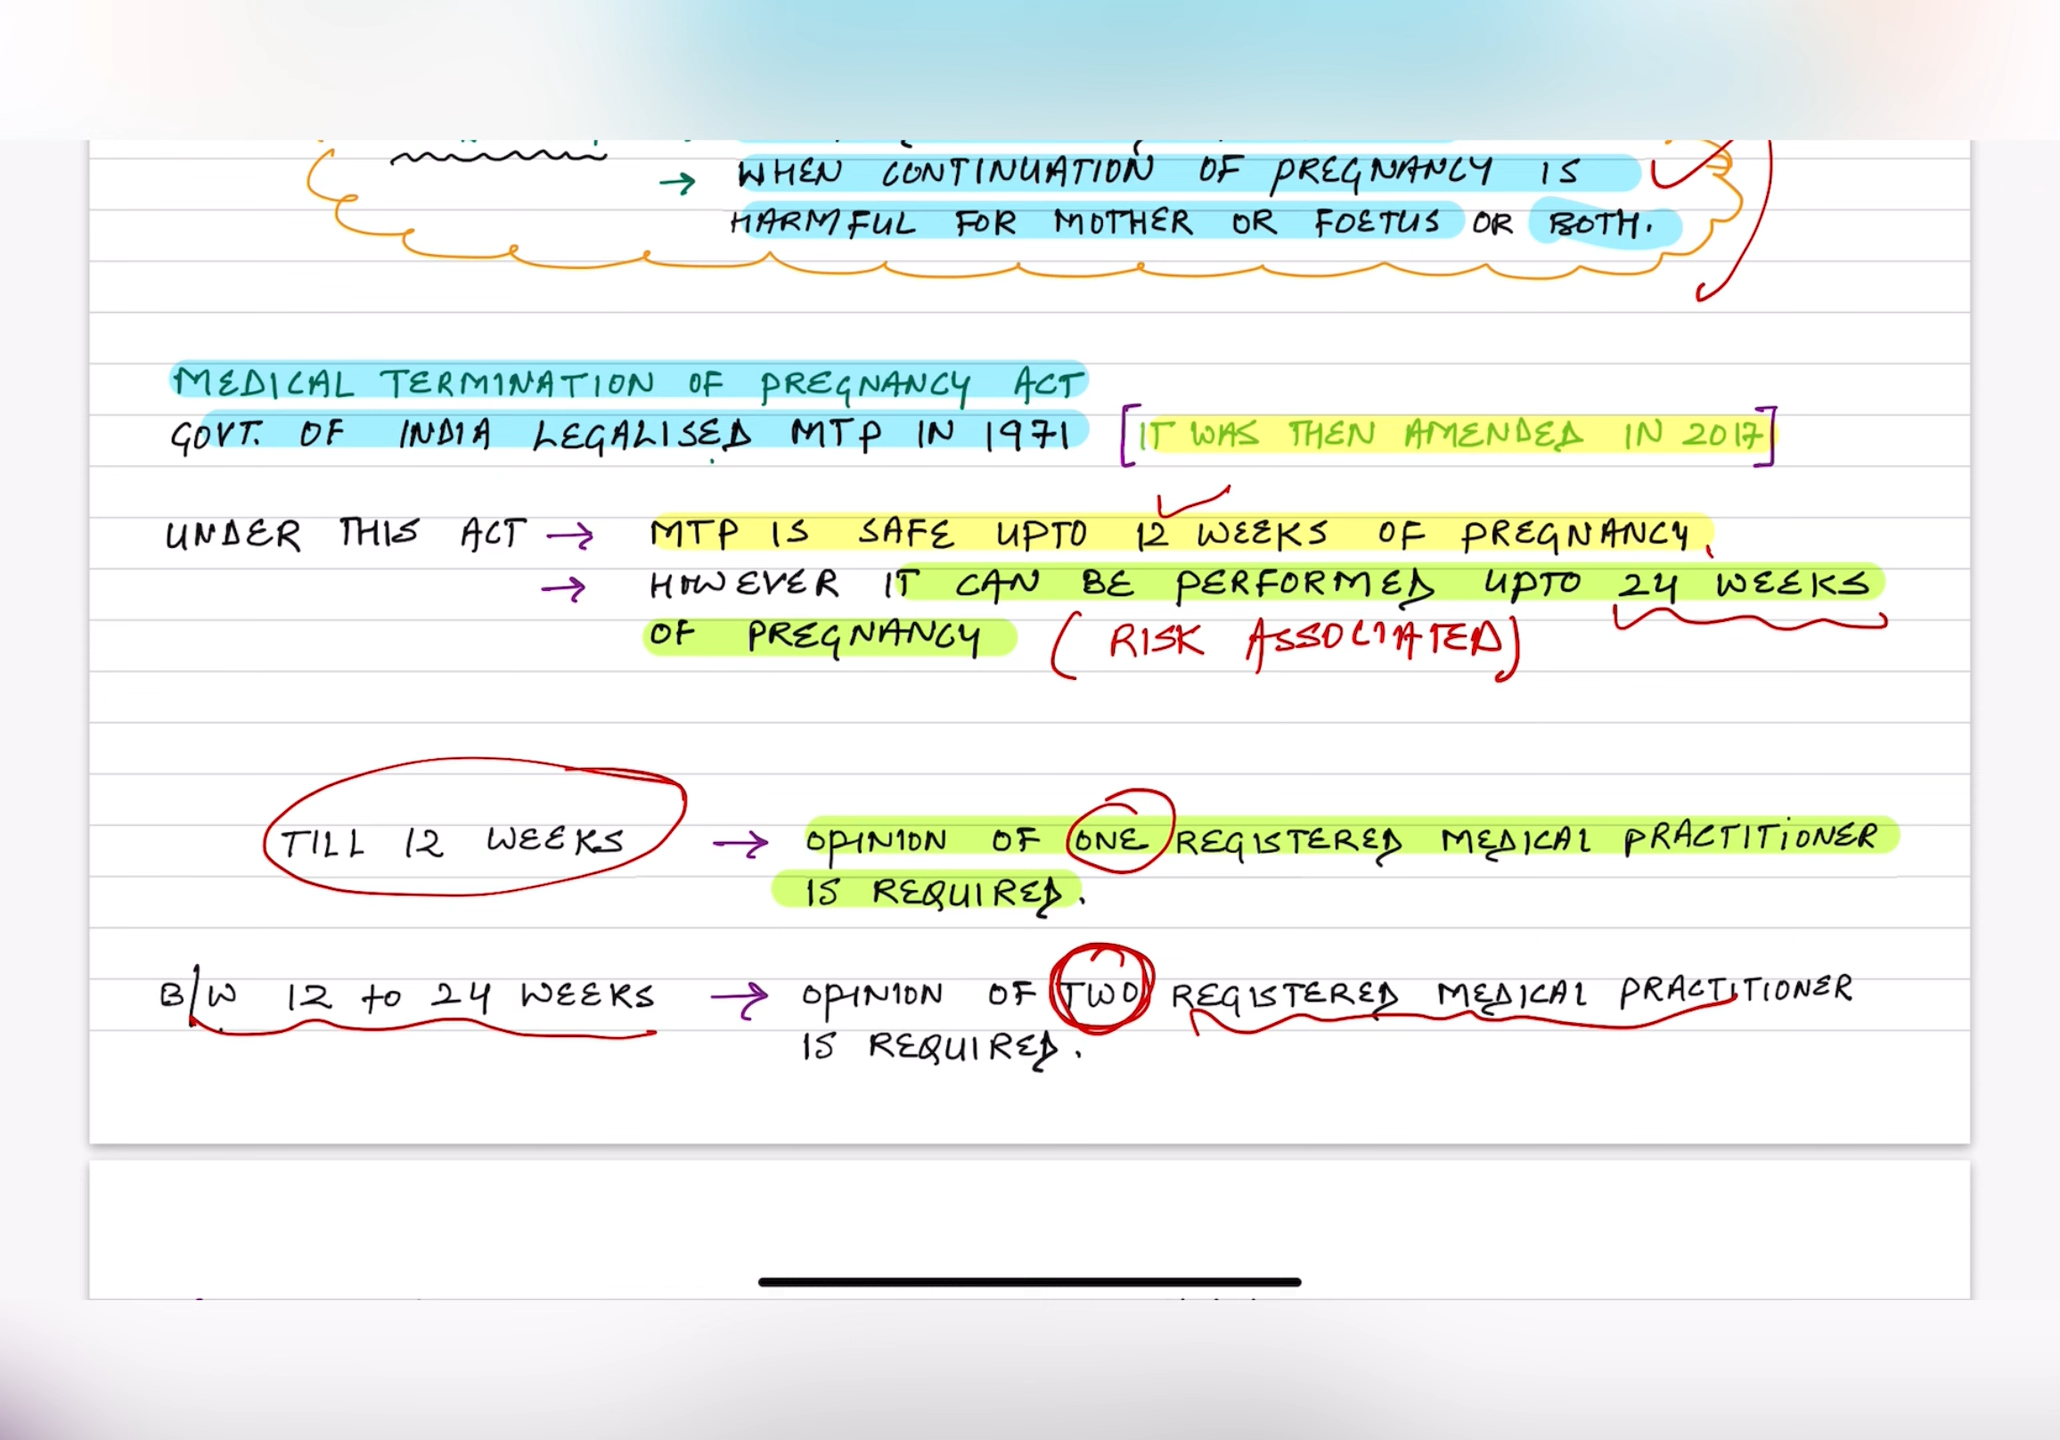 → WHEN CONTINUATION OF PREGNANCY IS
HARMFUL FOR MOTHER OR FOETUS OR BOTH.
MEDICAL TERMINATION OF PREGNANCY ACT
GOVT. OF INDIA LEGALISED MTP IN 1971 [IT WAS THEN AMENDED IN 2017]
UNDER THIS ACT → MTP IS SAFE UPTO 12 WEEKS OF PREGNANCY.
→ HOWEVER IT CAN BE PERFORMED UPTO 24 WEEKS
OF PREGNANCY (RISK ASSOCIATED)
TILL 12 WEEKS → OPINION OF ONE REGISTERED MEDICAL PRACTITIONER
IS REQUIRED.
B/W 12 to 24 WEEKS → OPINION OF TWO REGISTERED MEDICAL PRACTITIONER
IS REQUIRED.